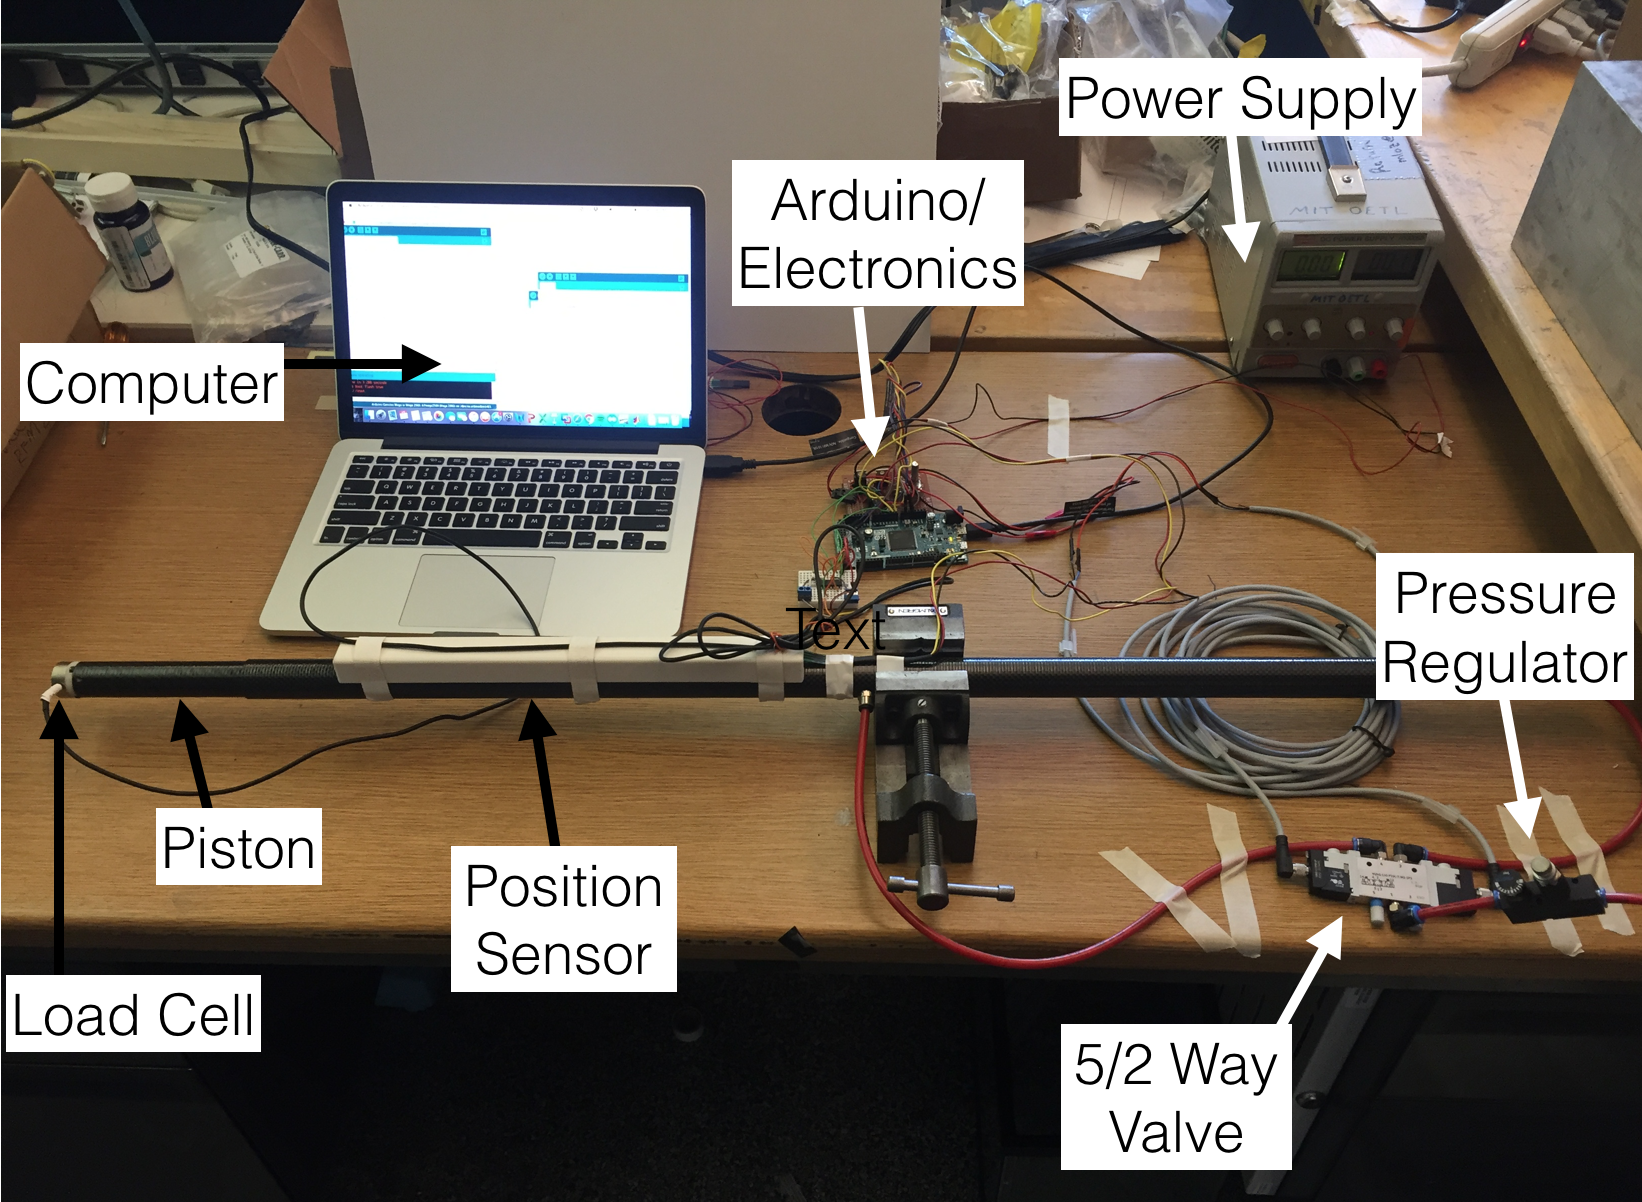 Power Supply
Arduino/
Electronics
MIT OETL
MIT OETL
Computer
Text
Pressure
Regulator
Piston
Position
Sensor
Load Cell
5/2 Way
Valve